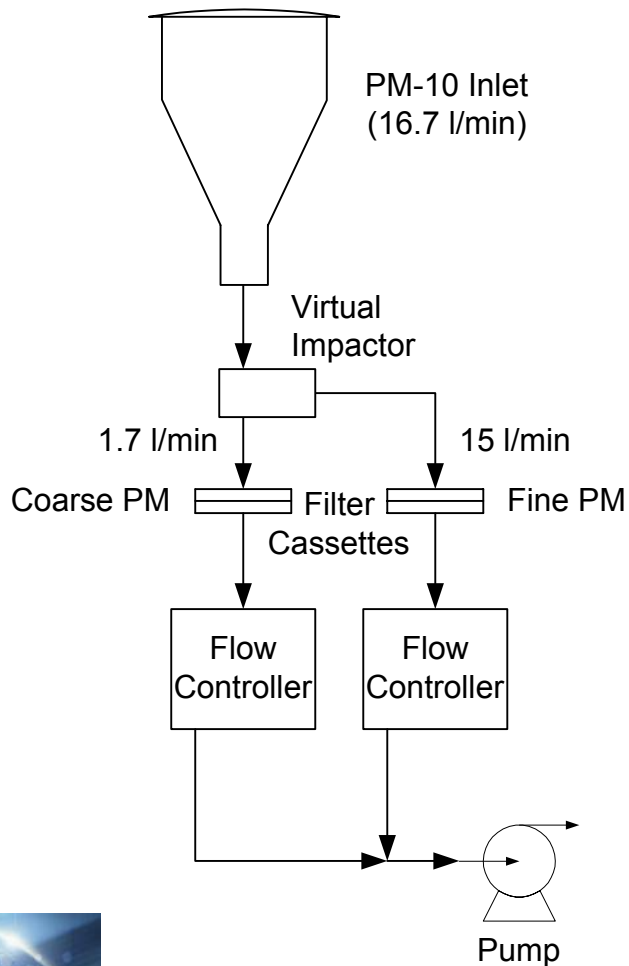 PM-10 Inlet
(16.7 l/min)
Virtual
Impactor
1.7 l/min
15 l/min
Coarse PM
Filter
Cassettes
Fine PM
Flow
Controller
Flow
Controller
Pump